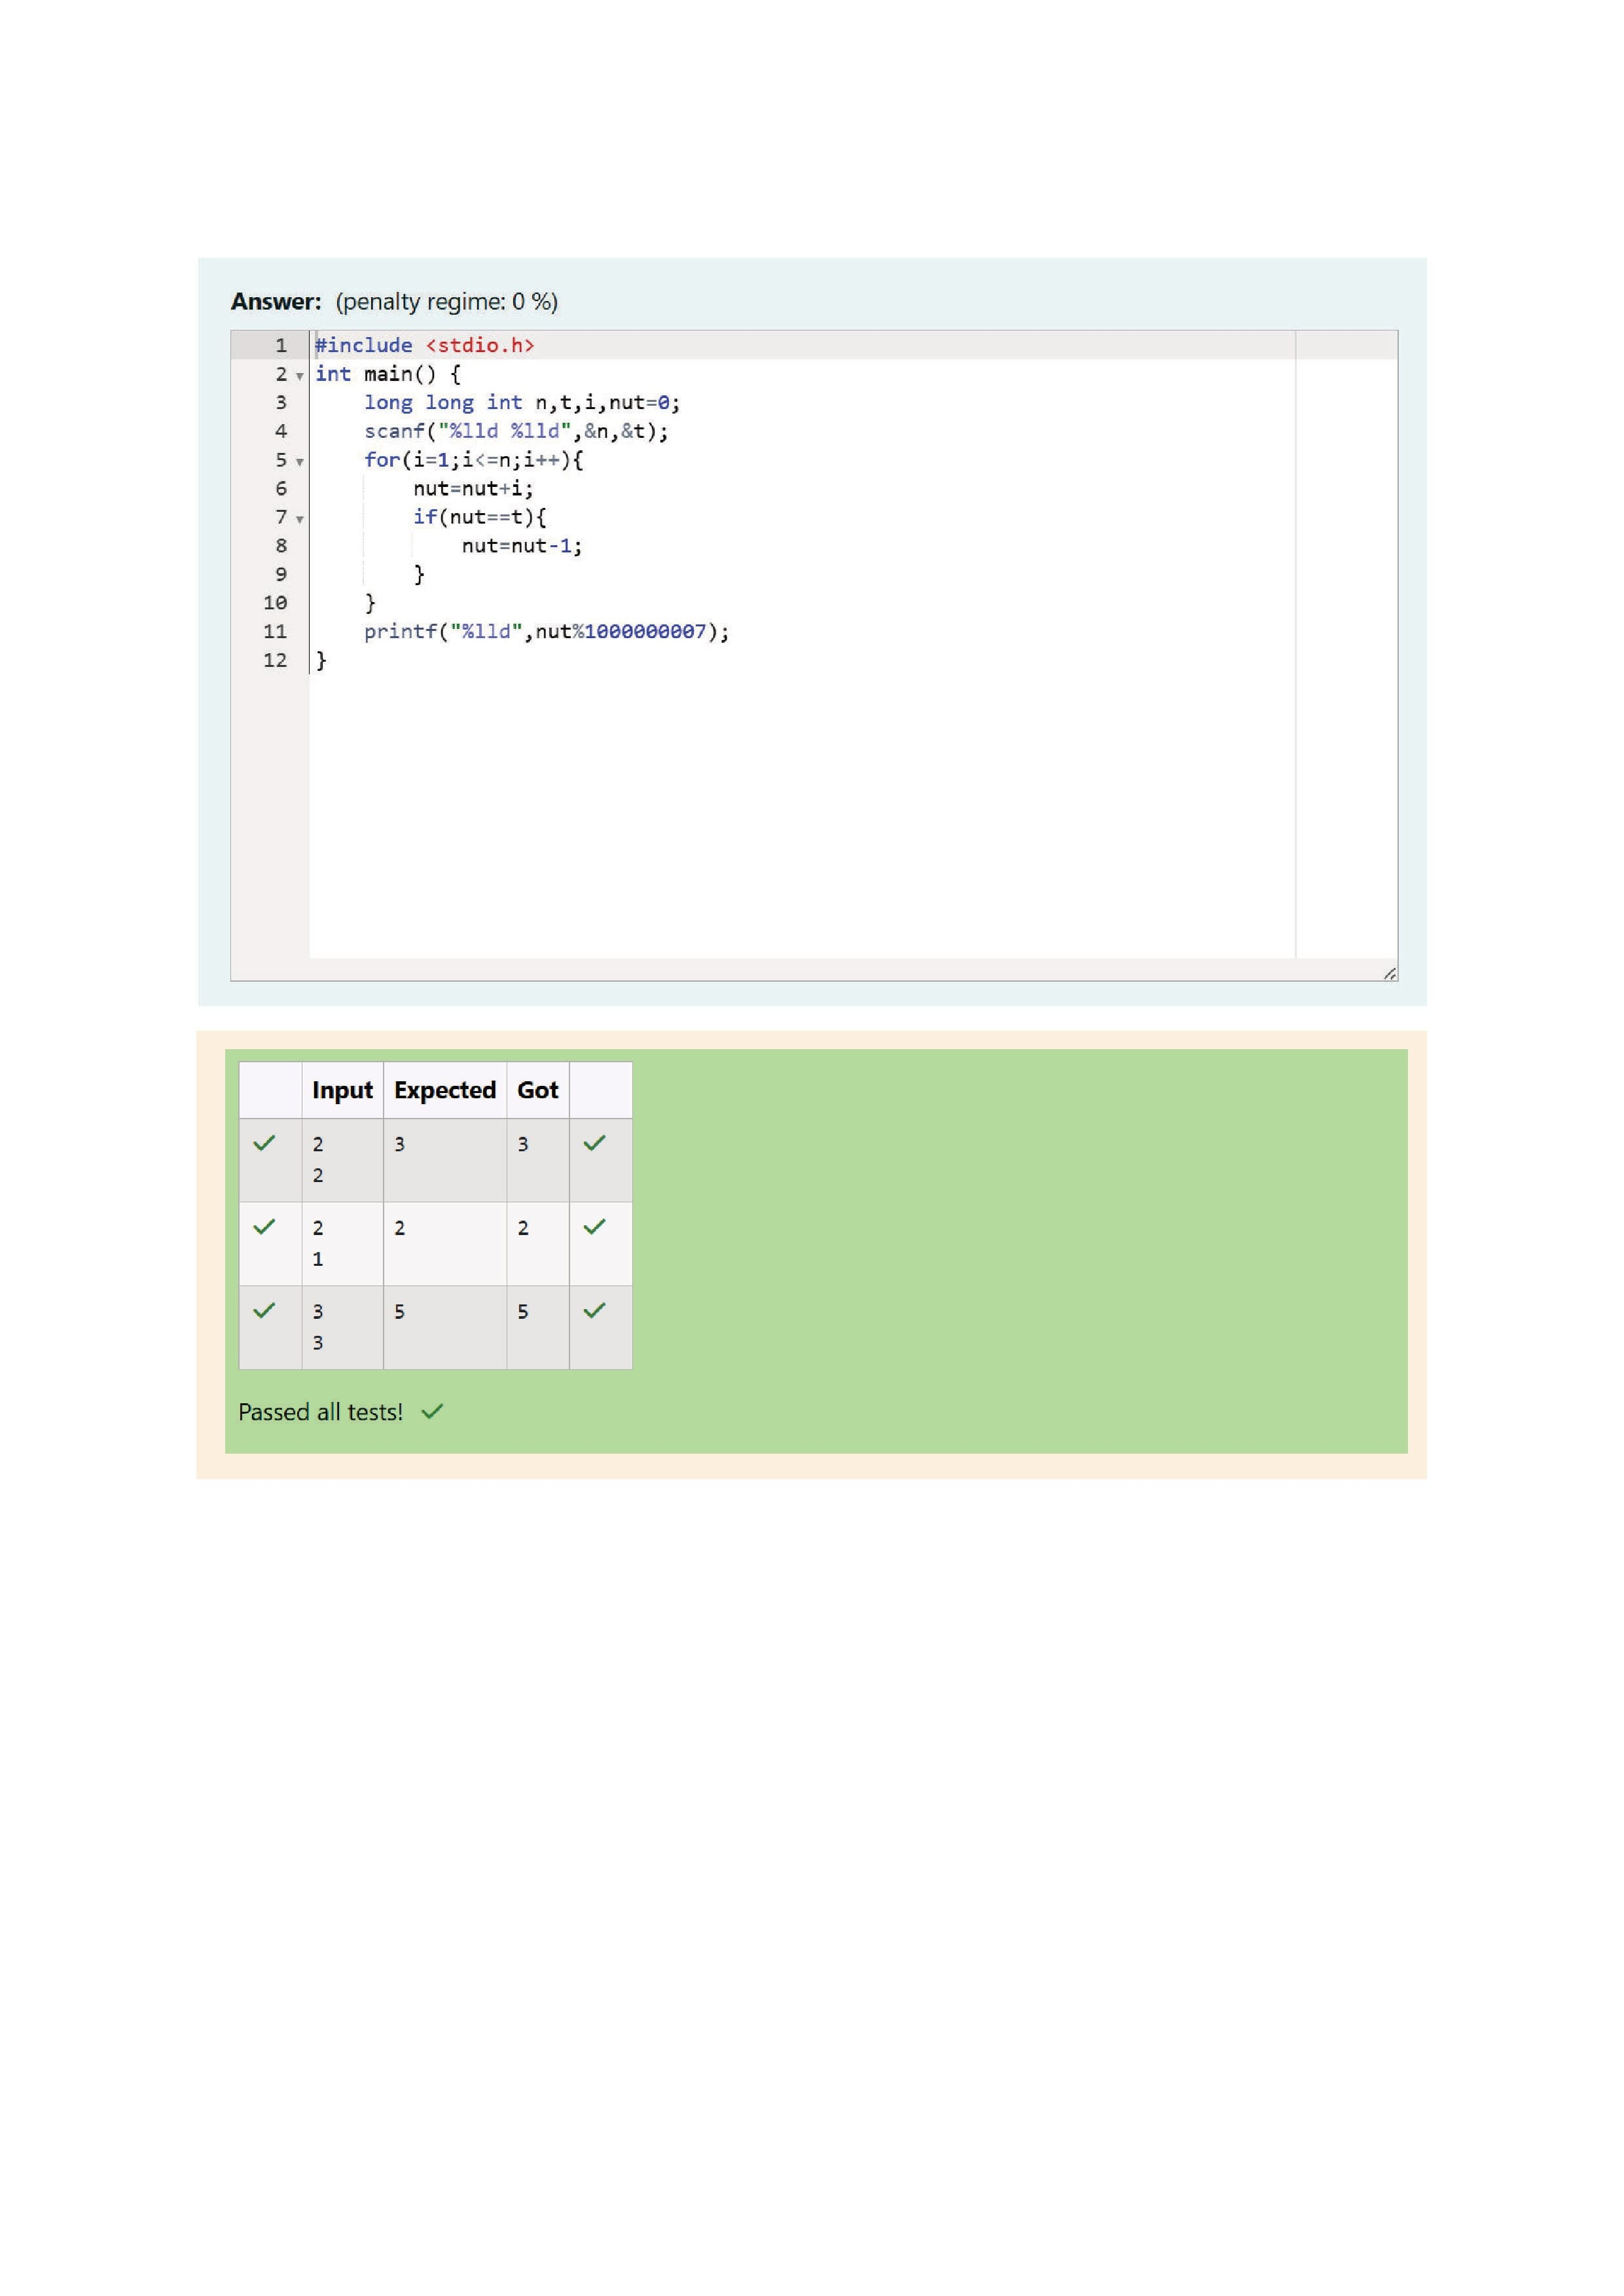 Answer: (penalty regime: 0 %)
1 #include <stdio.h>
2 int main() {
3     long long int n,t,i,nut=0;
4     scanf("%lld %lld",&n,&t);
5     for(i=1;i<=n;i++){
6         nut=nut+i;
7         if(nut==t){
8             nut=nut-1;
9         }
10     }
11     printf("%lld",nut%1000000007);
12 }
Input Expected Got
2 3 3
2
2 2 2
1
3 5 5
3
Passed all tests!